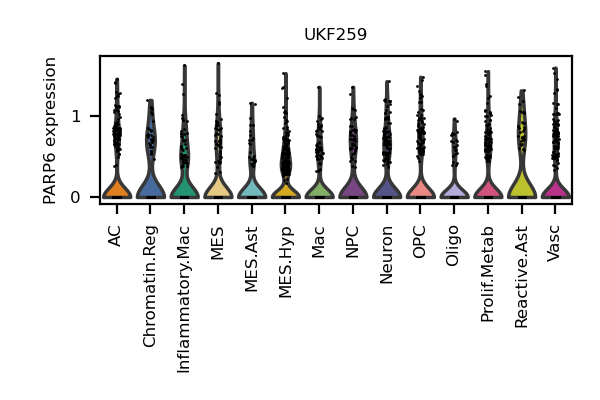 UKF259
PARP6 expression
1
0
AC
Chromatin.Reg
Inflammatory.Mac
MES
MES.Ast
MES.Hyp
Mac
NPC
Neuron
OPC
Oligo
Prolif.Metab
Reactive.Ast
Vasc